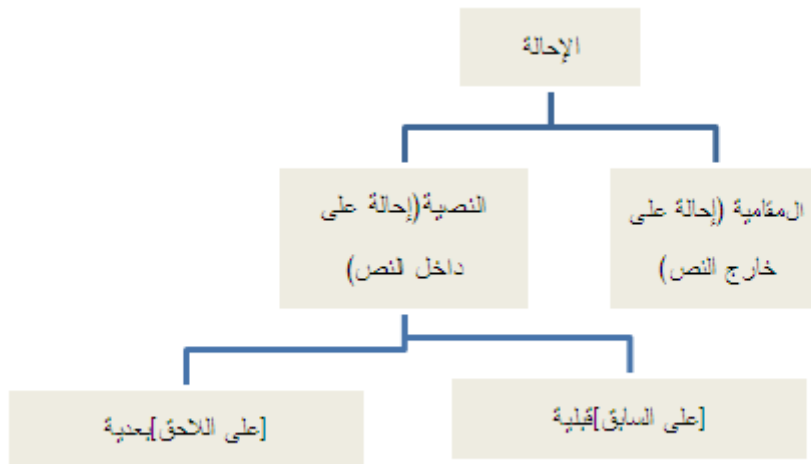 الإحالة
المقامية (إحالة على
خارج النص)
النصية(إحالة على
داخل النص)
[على السابق]قبلية
[على اللاحق]بعدية